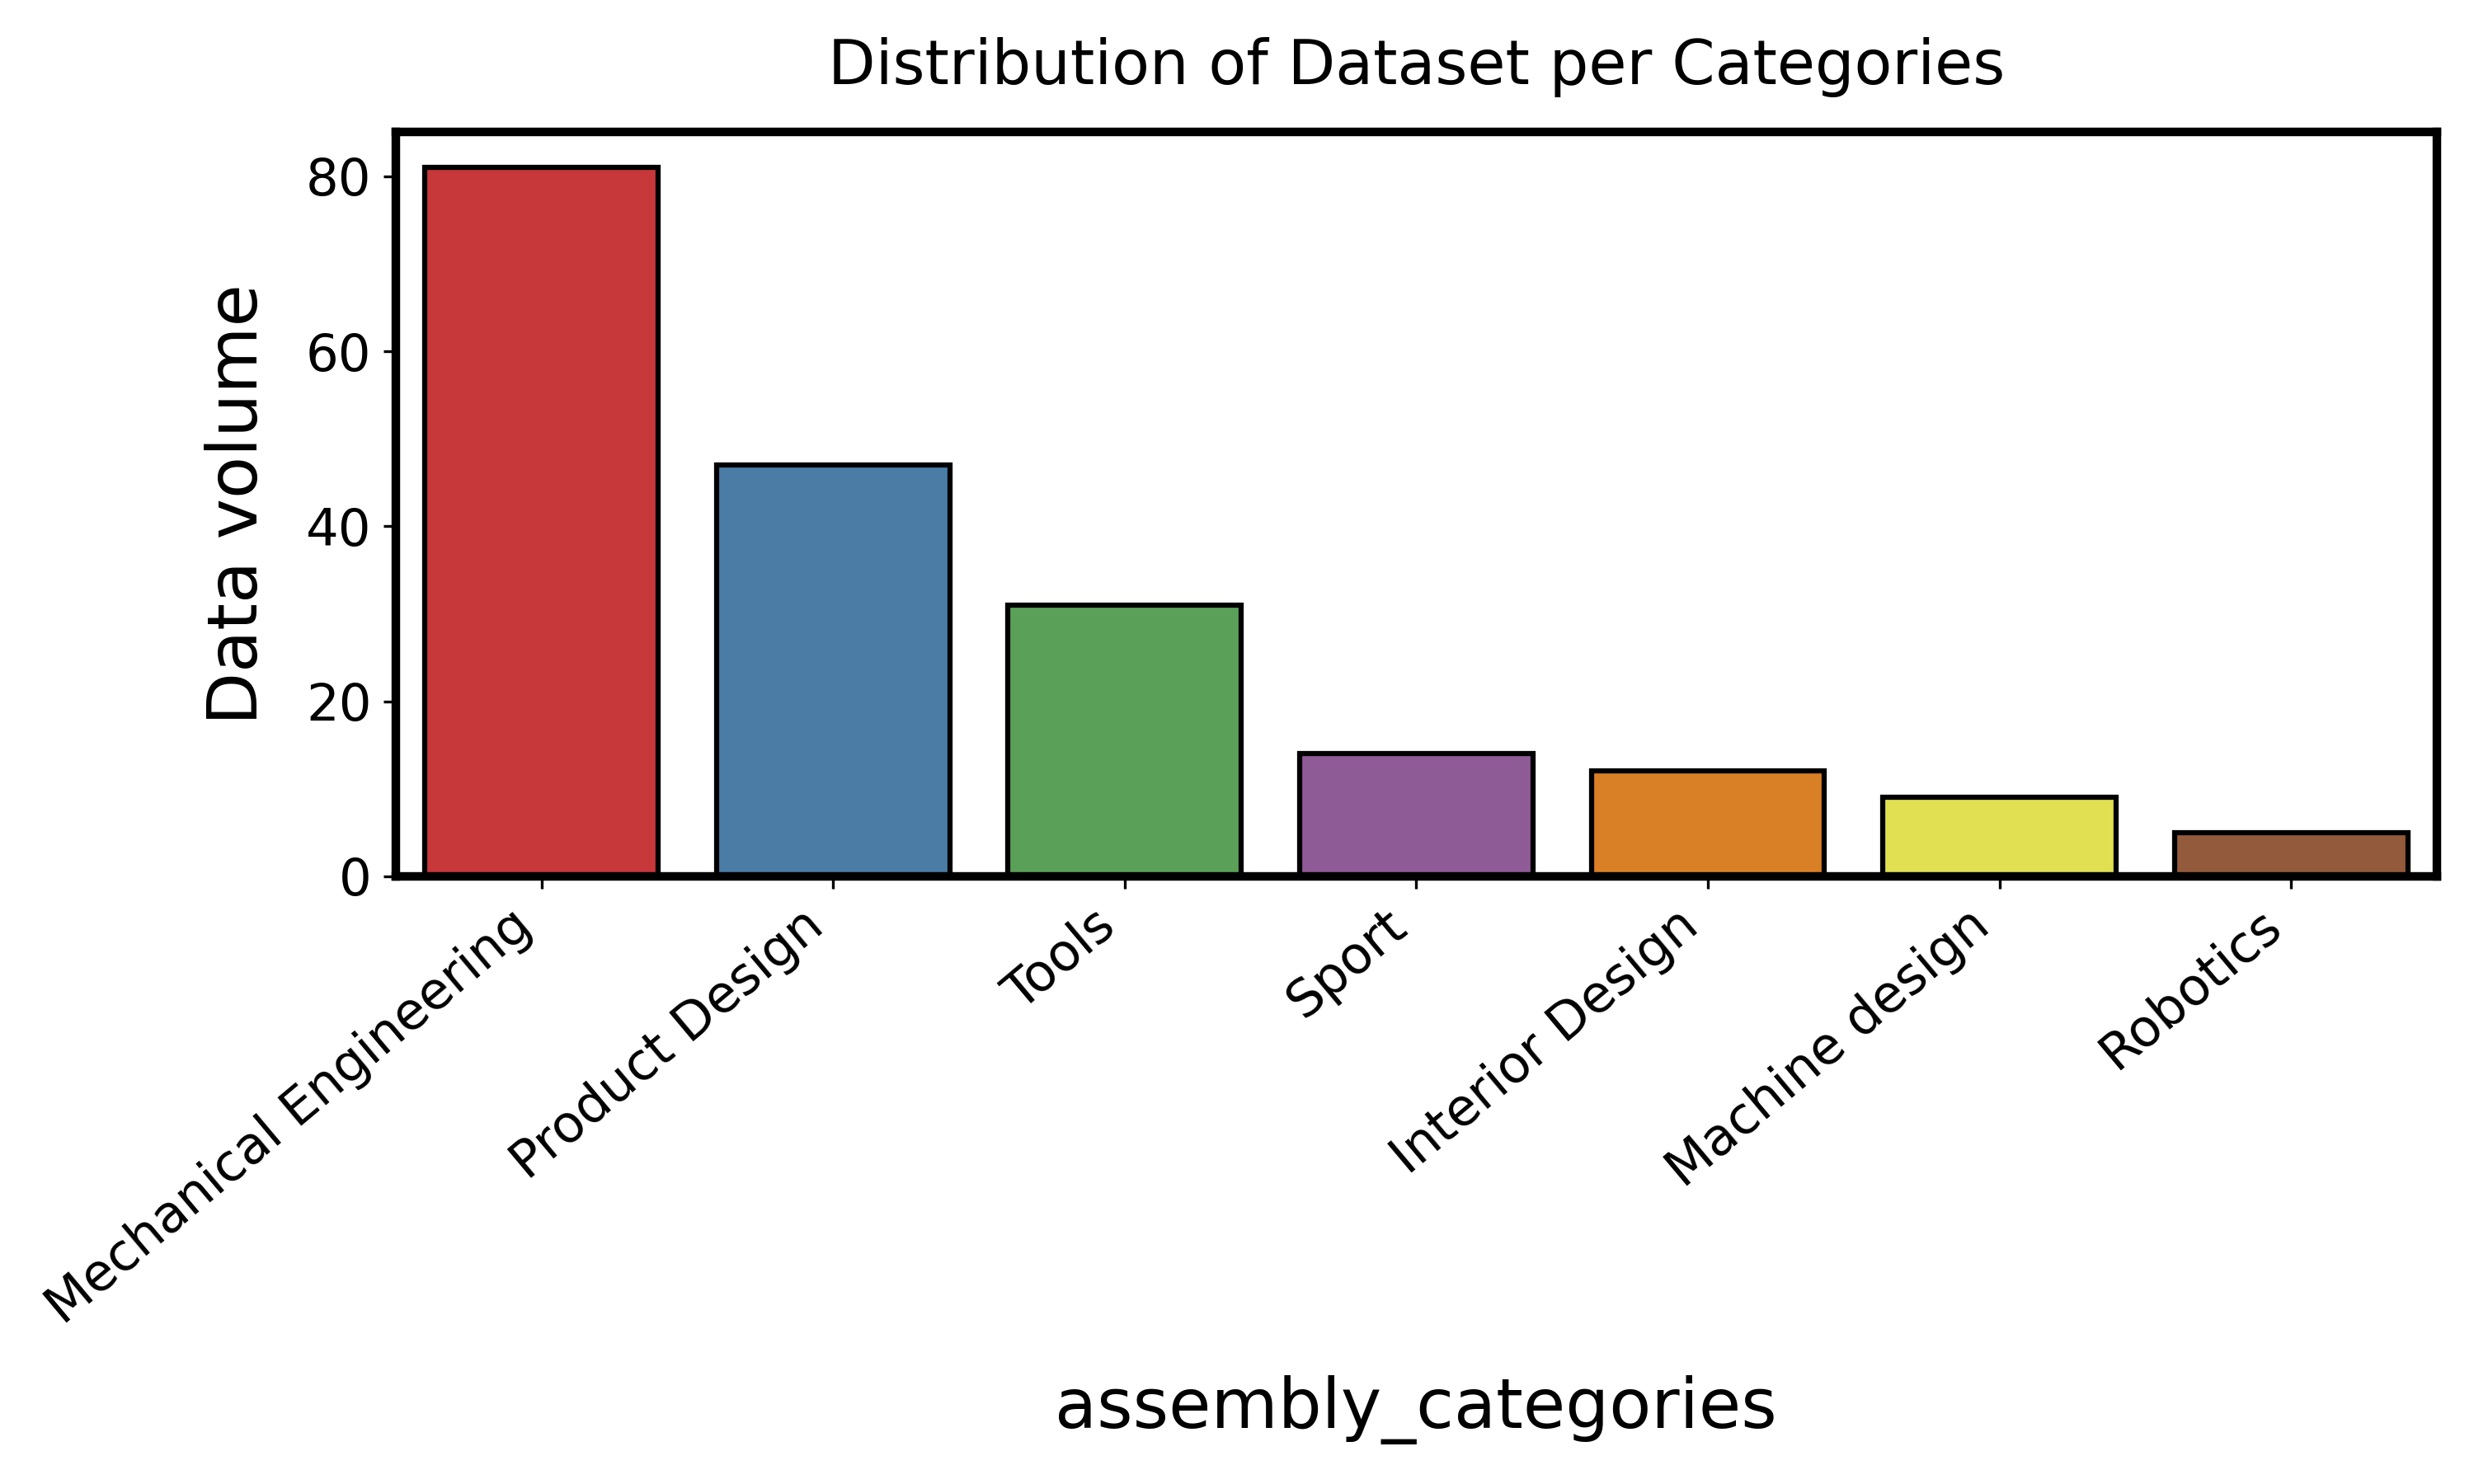 Distribution of Dataset per Categories
Data volume
80
60
40
20
0
Mechanical Engineering
Product Design
Tools
Sport
Interior Design
Machine design
Robotics
assembly_categories